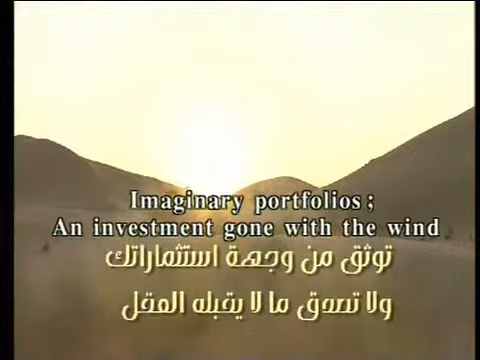 Imaginary portfolios ;
An investment gone with the wind
توثق من وجهة استثماراتك
ولا تصدق ما لا يقبله العقل